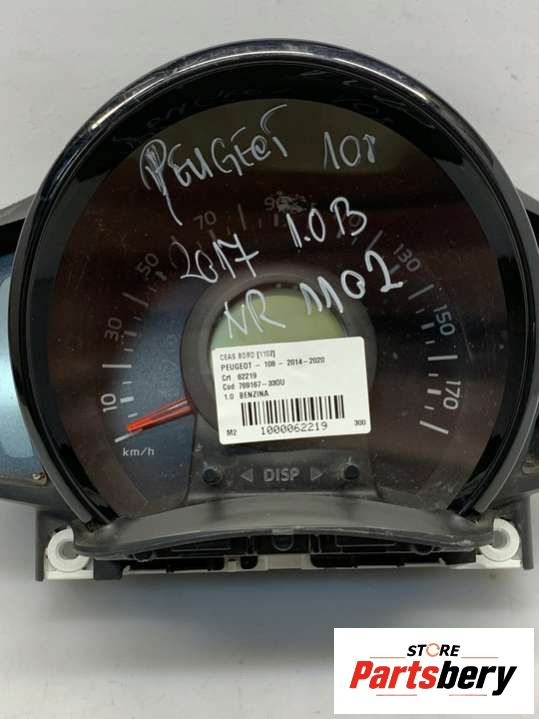 PEUGEOT 108
2017 1.0B
NR 1102
10
30
50
70
90
130
150
170
km/h
CEAS BORD [1102]
PEUGEOT - 108 - 2014-2020
Crt 62219
Cod 769167-330U
1.0 BENZINA
M2 1000062219 300
◁ DISP ▷
STORE
Partsbery